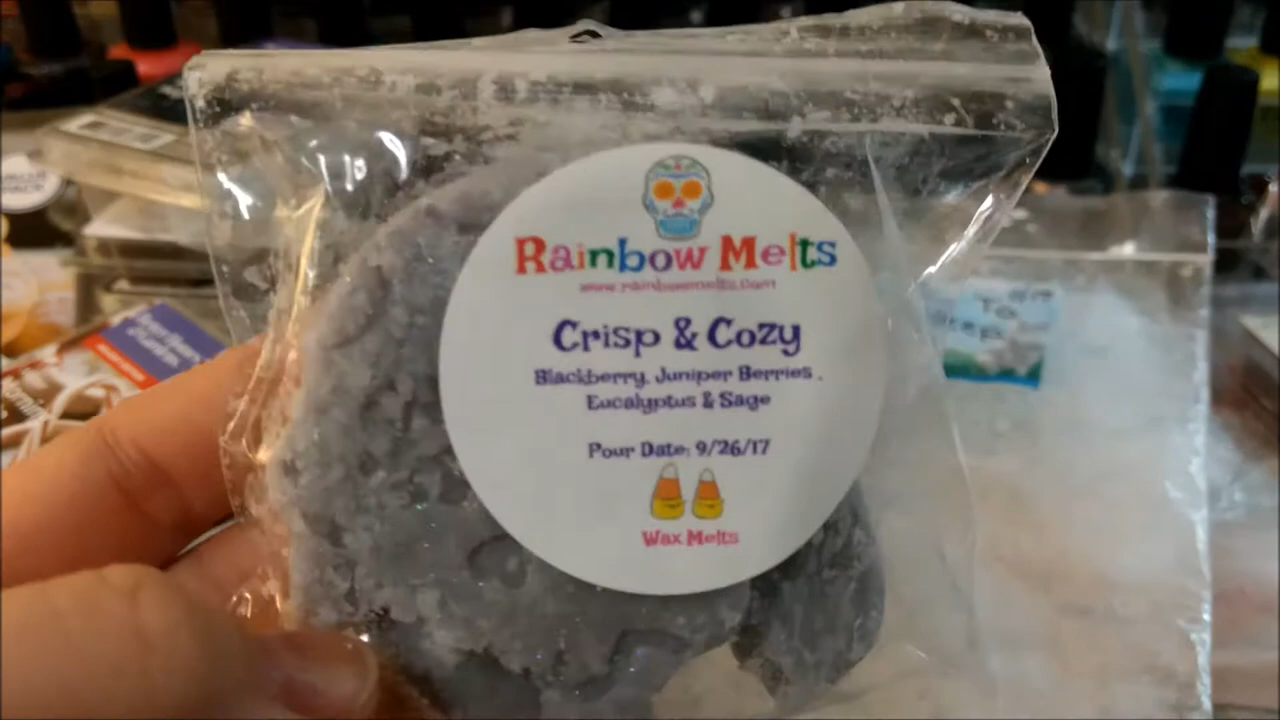 Rainbow Melts
www.rainbowmelts.com
Crisp & Cozy
Blackberry, Juniper Berries,
Eucalyptus & Sage
Pour Date: 9/26/17
Wax Melts